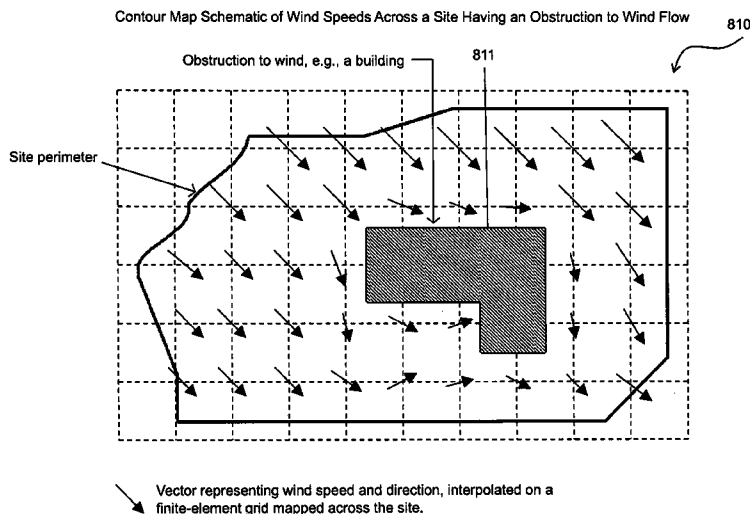 Contour Map Schematic of Wind Speeds Across a Site Having an Obstruction to Wind Flow
810
Obstruction to wind, e.g., a building
811
Site perimeter
Vector representing wind speed and direction, interpolated on a
finite-element grid mapped across the site.